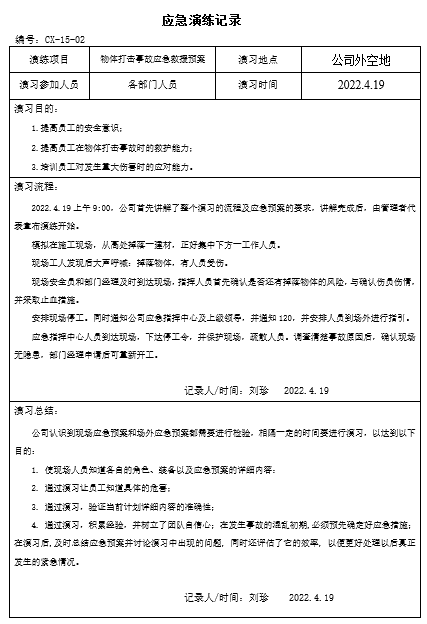 应急演练记录
编号：CX-15-02
演练项目 物体打击事故应急救援预案 演习地点 公司外空地
演习参加人员 各部门人员 演习时间 2022.4.19
演习目的：
1.提高员工的安全意识；
2.提高员工在物体打击事故时的救护能力；
3.培训员工对发生重大伤害时的应对能力。
演习流程：
2022.4.19上午9:00，公司首先讲解了整个演习的流程及应急预案的要求，讲解完成后，由管理者代
表宣布演练开始。
模拟在施工现场，从高处掉落一建材，正好集中下方一工作人员。
现场工人发现后大声呼喊：掉落物体，有人员受伤。
现场安全员和部门经理及时到达现场，指挥人员首先确认是否还有掉落物体的风险，与确认伤员伤情，
并采取止血措施。
安排现场停工。同时通知公司应急指挥中心及上级领导，并通知120，并安排人员到场外进行指引。
应急指挥中心人员到达现场，下达停工令，并保护现场，疏散人员。调查清楚事故原因后，确认现场
无隐患，部门经理申请后可重新开工。
记录人/时间：刘珍 2022.4.19
演习总结：
公司认识到现场应急预案和场外应急预案都需要进行检验，相隔一定的时间要进行演习，以达到以下
目的：
1. 使现场人员知道各自的角色、装备以及应急预案的详细内容：
2. 通过演习让员工知道具体的危害；
3. 通过演习，验证当前计划详细内容的准确性；
4. 通过演习，积累经验，并树立了团队自信心；在发生事故的混乱初期,必须预先确定好应急措施；
在演习后,及时总结应急预案并讨论演习中出现的问题, 同时还评估了它的效率, 以便更好处理以后真正
发生的紧急情况。
记录人/时间：刘珍 2022.4.19